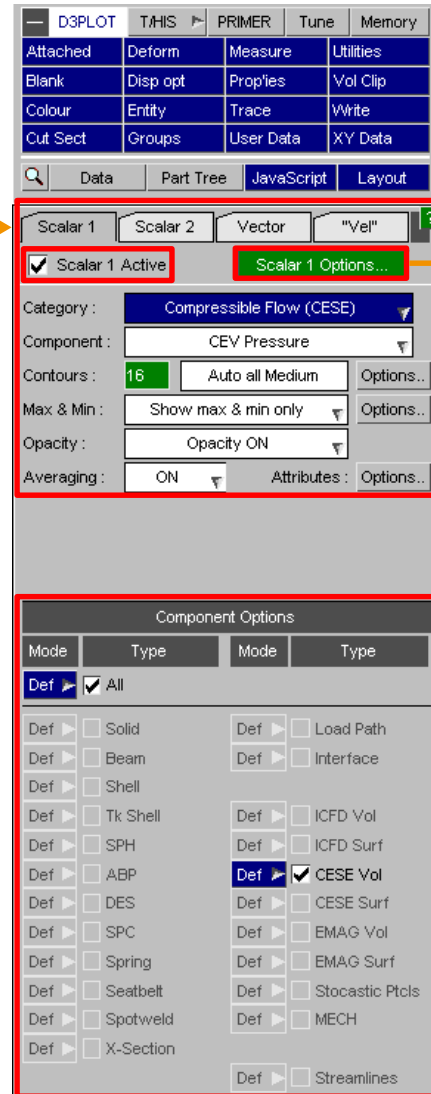 D3PLOT T/HIS PRIMER Tune Memory
Attached Deform Measure Utilities
Blank Disp opt Prop'ies Vol Clip
Colour Entity Trace Write
Cut Sect Groups User Data XY Data
Data Part Tree JavaScript Layout
Scalar 1 Scalar 2 Vector "Vel" ?
Scalar 1 Active Scalar 1 Options...
Category : Compressible Flow (CESE)
Component : CEV Pressure
Contours : 16 Auto all Medium Options..
Max & Min : Show max & min only Options..
Opacity : Opacity ON
Averaging : ON Attributes : Options..
Component Options
Mode Type Mode Type
Def All
Def Solid Def Load Path
Def Beam Def Interface
Def Shell
Def Tk Shell Def ICFD Vol
Def SPH Def ICFD Surf
Def ABP Def CESE Vol
Def DES Def CESE Surf
Def SPC Def EMAG Vol
Def Spring Def EMAG Surf
Def Seatbelt Def Stocastic Ptcls
Def Spotweld Def MECH
Def X-Section
Def Streamlines